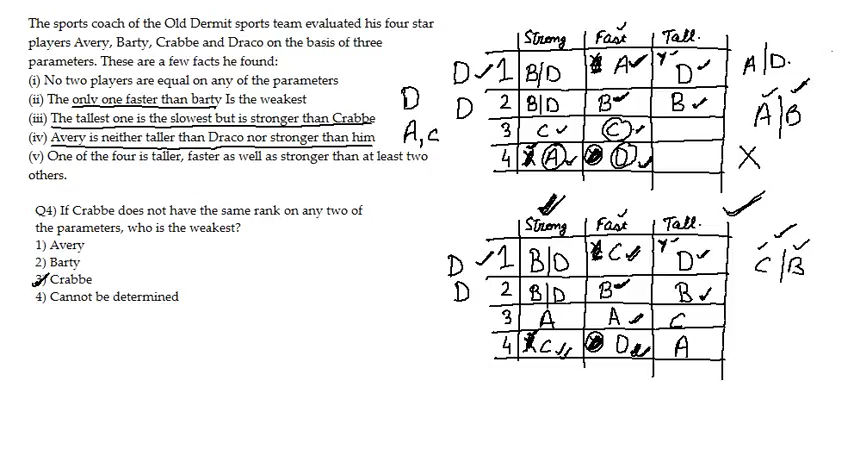 The sports coach of the Old Dermit sports team evaluated his four star
players Avery, Barty, Crabbe and Draco on the basis of three
parameters. These are a few facts he found:
(i) No two players are equal on any of the parameters
(ii) The only one faster than barty Is the weakest
(iii) The tallest one is the slowest but is stronger than Crabbe
(iv) Avery is neither taller than Draco nor stronger than him
(v) One of the four is taller, faster as well as stronger than at least two
others.
D
A, C
Q4) If Crabbe does not have the same rank on any two of
the parameters, who is the weakest?
1) Avery
2) Barty
3) Crabbe
4) Cannot be determined
Strong Fast Tall.
D 1 B/D A D A/D.
D 2 B/D B B A/B
3 C C
4 A D X
Strong Fast Tall.
D 1 B/D C D C/B
D 2 B/D B B
3 A A C
4 C D A